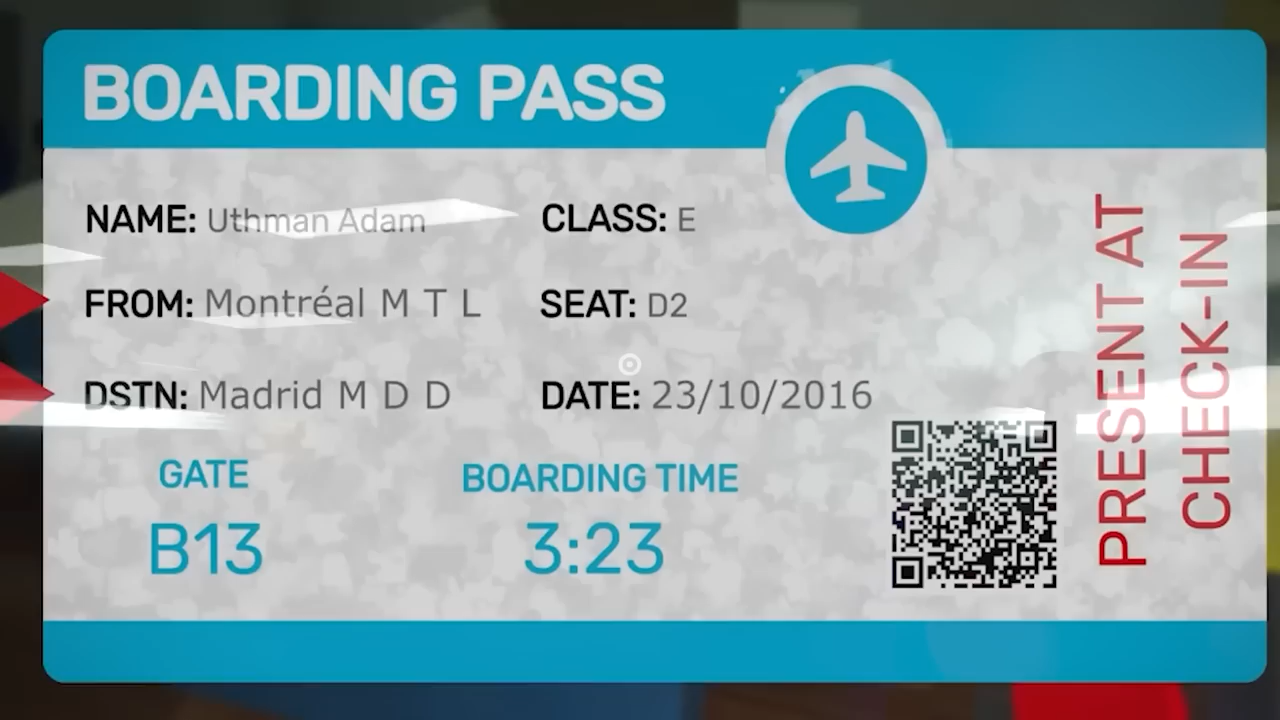 BOARDING PASS
NAME: Uthman Adam
CLASS: E
FROM: Montréal M T L
SEAT: D2
DSTN: Madrid M D D
DATE: 23/10/2016
GATE
BOARDING TIME
B13
3:23
PRESENT AT
CHECK-IN